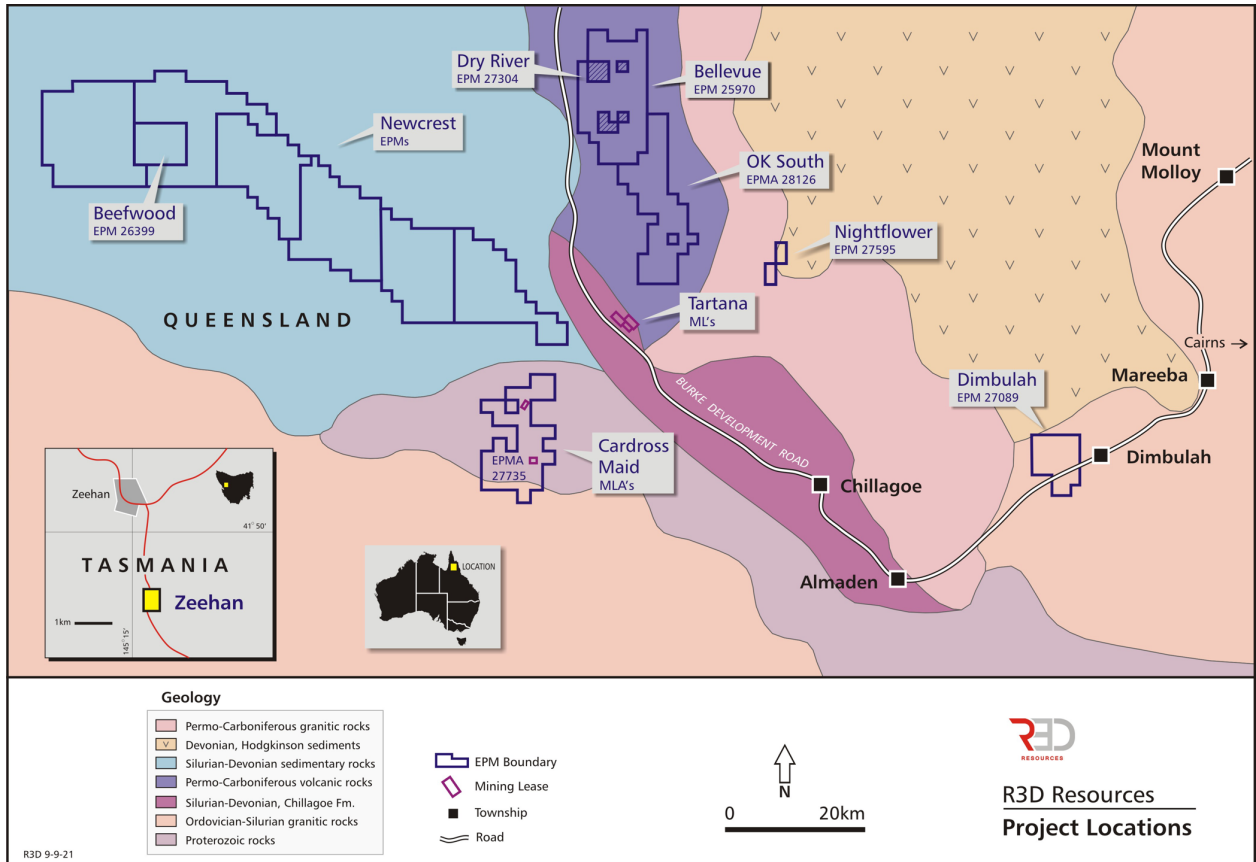 Dry River
EPM 27304
Bellevue
EPM 25970
Newcrest
EPMs
Mount
Molloy
OK South
EPMA 28126
Beefwood
EPM 26399
Nightflower
EPM 27595
QUEENSLAND
Tartana
ML's
Cairns →
Mareeba
Dimbulah
EPM 27089
BURKE DEVELOPMENT ROAD
Cardross
Maid
MLA's
EPMA
27735
Dimbulah
Chillagoe
Almaden
Zeehan
41° 50'
TASMANIA
Zeehan
1km
145° 15'
LOCATION
Geology
Permo-Carboniferous granitic rocks
Devonian, Hodgkinson sediments
Silurian-Devonian sedimentary rocks
Permo-Carboniferous volcanic rocks
Silurian-Devonian, Chillagoe Fm.
Ordovician-Silurian granitic rocks
Proterozoic rocks
EPM Boundary
Mining Lease
Township
Road
N
0 20km
R3D
RESOURCES
R3D Resources
Project Locations
R3D 9-9-21